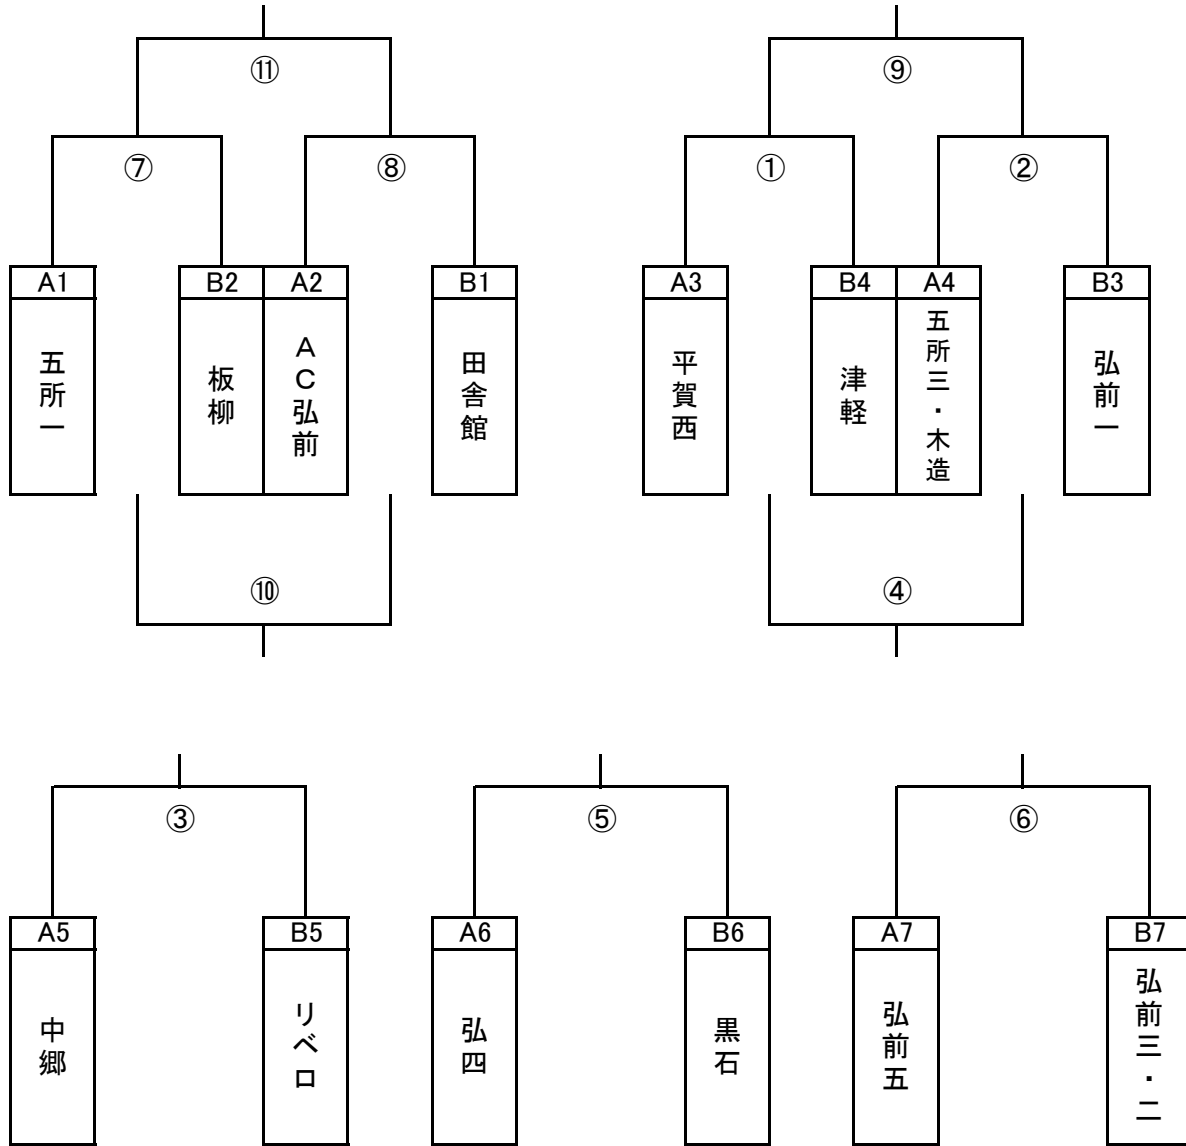 ⑪
⑨
⑦
⑧
①
②
A1
B2
A2
B1
A3
B4
A4
B3
五所一
板柳
AC弘前
田舎館
平賀西
津軽
五所三・木造
弘前一
⑩
④
③
⑤
⑥
A5
B5
A6
B6
A7
B7
中郷
リベロ
弘四
黒石
弘前五
弘前三・二